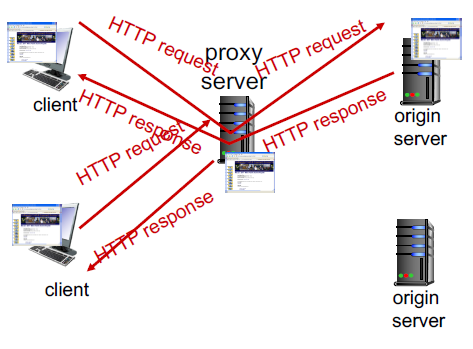 HTTP request
proxy
server
HTTP request
client
HTTP response
HTTP request
HTTP response
origin
server
HTTP response
client
origin
server